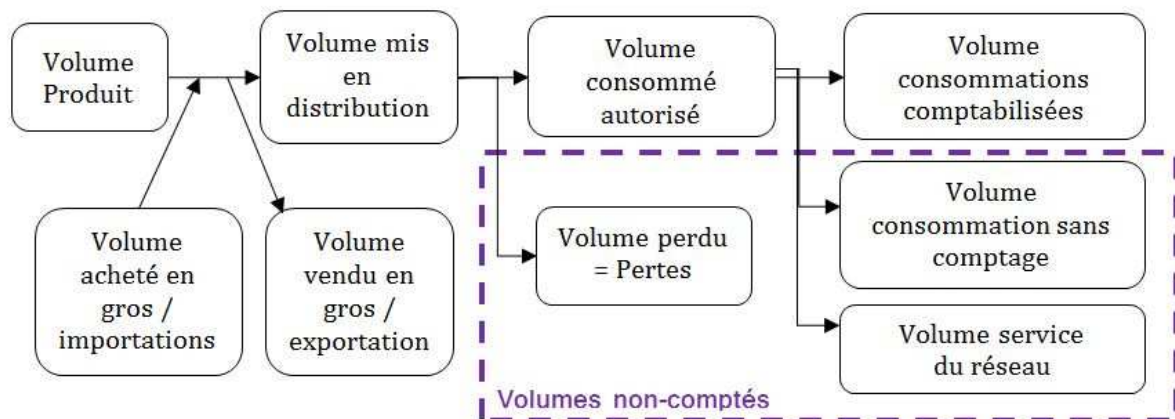 Volume
Produit
Volume mis
en
distribution
Volume
consommé
autorisé
Volume
consommations
comptabilisées
Volume
acheté en
gros /
importations
Volume
vendu en
gros /
exportation
Volume perdu
= Pertes
Volume
consommation sans
comptage
Volume service
du réseau
Volumes non-comptés